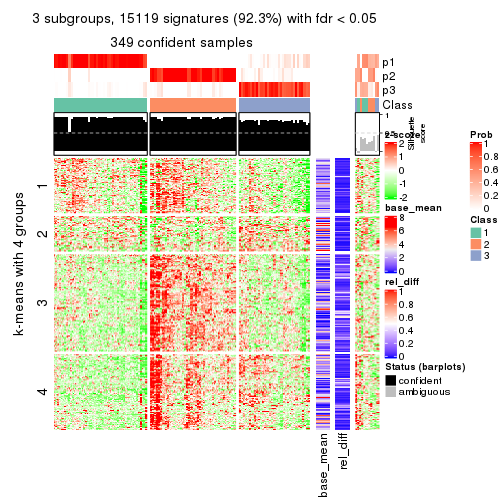 3 subgroups, 15119 signatures (92.3%) with fdr < 0.05
349 confident samples
p1
p2
p3
Class
1
0.5
Silhouette
score
k-means with 4 groups
1
2
3
4
base_mean
rel_diff
z-score
2
1
0
-1
-2
base_mean
8
6
4
2
0
rel_diff
1
0.8
0.6
0.4
0.2
0
Status (barplots)
confident
ambiguous
Prob
1
0.8
0.6
0.4
0.2
0
Class
1
2
3